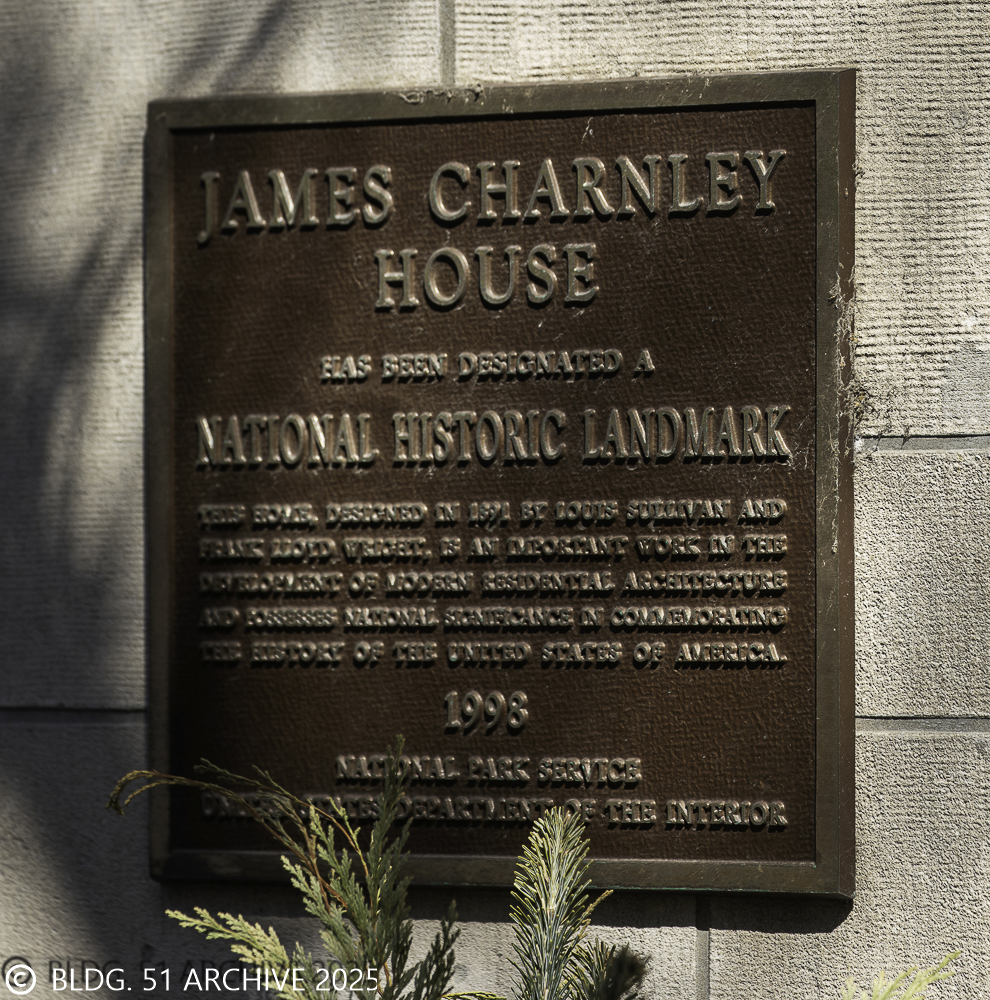 JAMES CHARNLEY
HOUSE
HAS BEEN DESIGNATED A
NATIONAL HISTORIC LANDMARK
THIS HOME, DESIGNED IN 1891 BY LOUIS SULLIVAN AND
FRANK LLOYD WRIGHT, IS AN IMPORTANT WORK IN THE
DEVELOPMENT OF MODERN RESIDENTIAL ARCHITECTURE
AND POSSESSES NATIONAL SIGNIFICANCE IN COMMEMORATING
THE HISTORY OF THE UNITED STATES OF AMERICA.
1998
NATIONAL PARK SERVICE
UNITED STATES DEPARTMENT OF THE INTERIOR
© BLDG. 51 ARCHIVE 2025